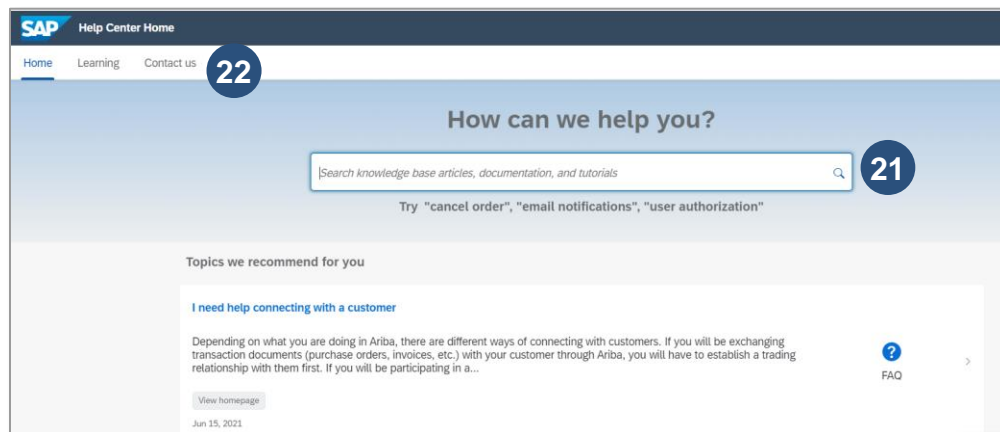 SAP Help Center Home
Home Learning Contact us 22
How can we help you?
Search knowledge base articles, documentation, and tutorials 21
Try "cancel order", "email notifications", "user authorization"
Topics we recommend for you
I need help connecting with a customer
Depending on what you are doing in Ariba, there are different ways of connecting with customers. If you will be exchanging
transaction documents (purchase orders, invoices, etc.) with your customer through Ariba, you will have to establish a trading
relationship with them first. If you will be participating in a...
?
FAQ
View homepage
Jun 15, 2021